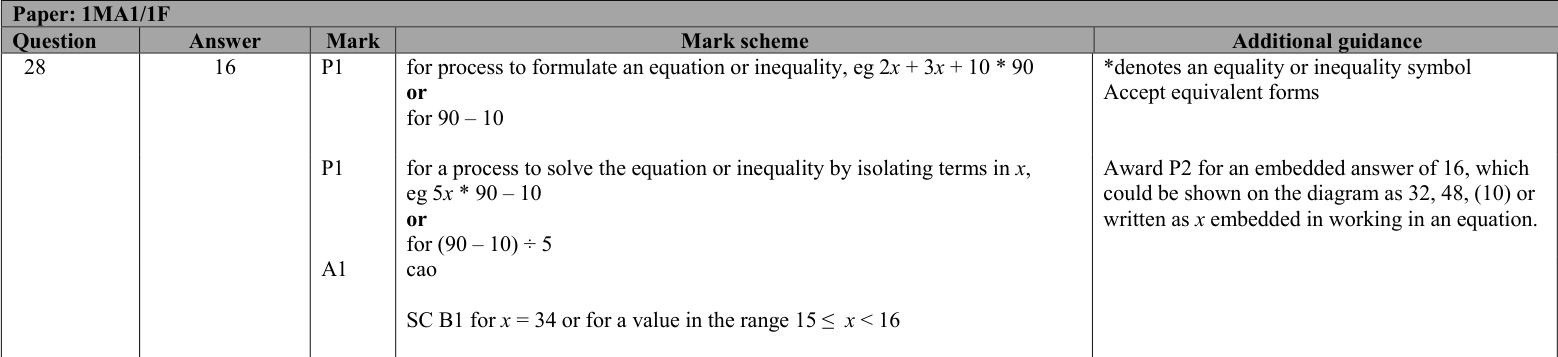 Paper: 1MA1/1F
Question Answer Mark Mark scheme Additional guidance
28 16 P1 for process to formulate an equation or inequality, eg 2x + 3x + 10 * 90 *denotes an equality or inequality symbol
or Accept equivalent forms
for 90 – 10
P1 for a process to solve the equation or inequality by isolating terms in x, Award P2 for an embedded answer of 16, which
eg 5x * 90 – 10 could be shown on the diagram as 32, 48, (10) or
or written as x embedded in working in an equation.
for (90 – 10) ÷ 5
A1 cao
SC B1 for x = 34 or for a value in the range 15 ≤ x < 16